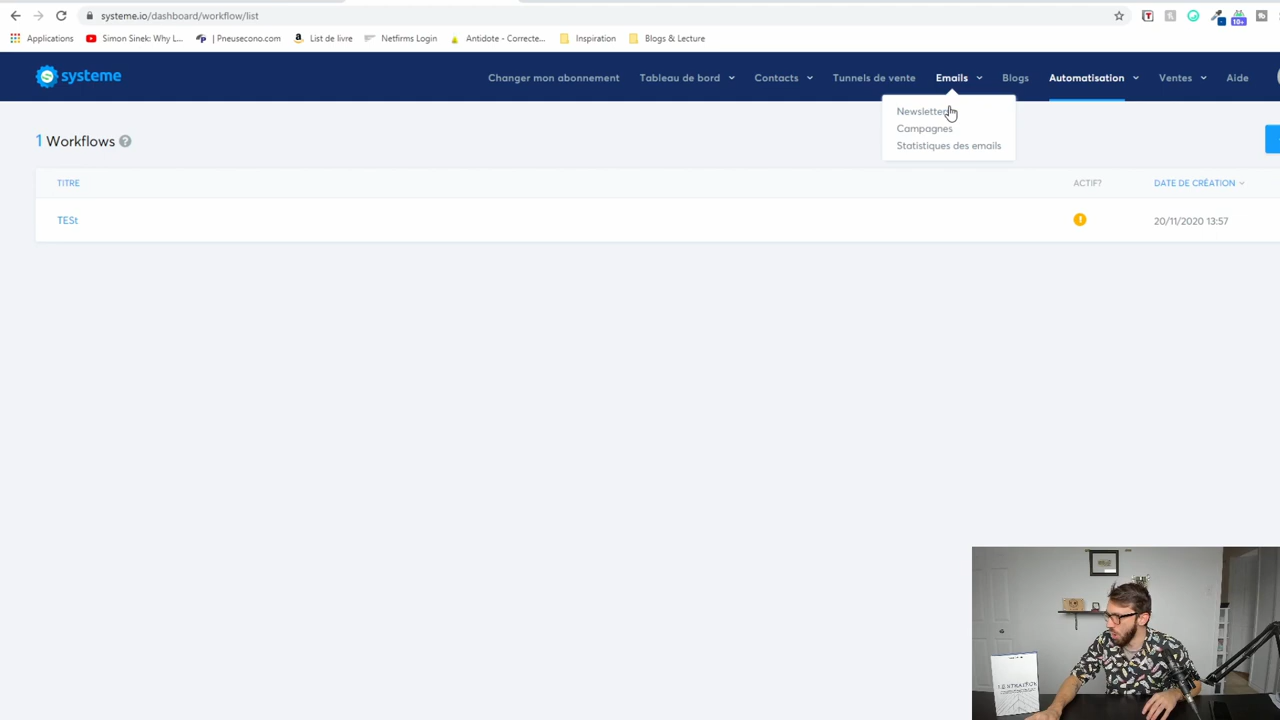 systeme.io/dashboard/workflow/list
10+
Applications
Simon Sinek: Why L...
| Pneusecono.com
List de livre
Netfirms Login
Antidote - Correcte...
Inspiration
Blogs & Lecture
systeme
Changer mon abonnement
Tableau de bord
Contacts
Tunnels de vente
Emails
Blogs
Automatisation
Ventes
Aide
Campagnes
Statistiques des emails
1 Workflows ?
TITRE
ACTIF?
DATE DE CRÉATION
TESt
20/11/2020 13:57